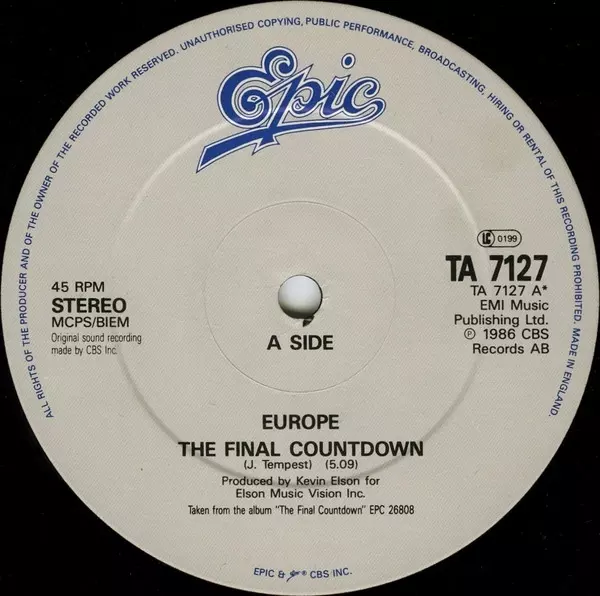 ALL RIGHTS OF THE PRODUCER AND OF THE OWNER OF THE RECORDED WORK RESERVED. UNAUTHORISED COPYING, PUBLIC PERFORMANCE, BROADCASTING, HIRING OR RENTAL OF THIS RECORDING PROHIBITED. MADE IN ENGLAND.
Epic
LC 0199
45 RPM
STEREO
MCPS/BIEM
Original sound recording
made by CBS Inc.
TA 7127
TA 7127 A*
EMI Music
Publishing Ltd.
℗ 1986 CBS
Records AB
A SIDE
EUROPE
THE FINAL COUNTDOWN
(J. Tempest) (5.09)
Produced by Kevin Elson for
Elson Music Vision Inc.
Taken from the album "The Final Countdown" EPC 26808
EPIC & Epic ® CBS INC.